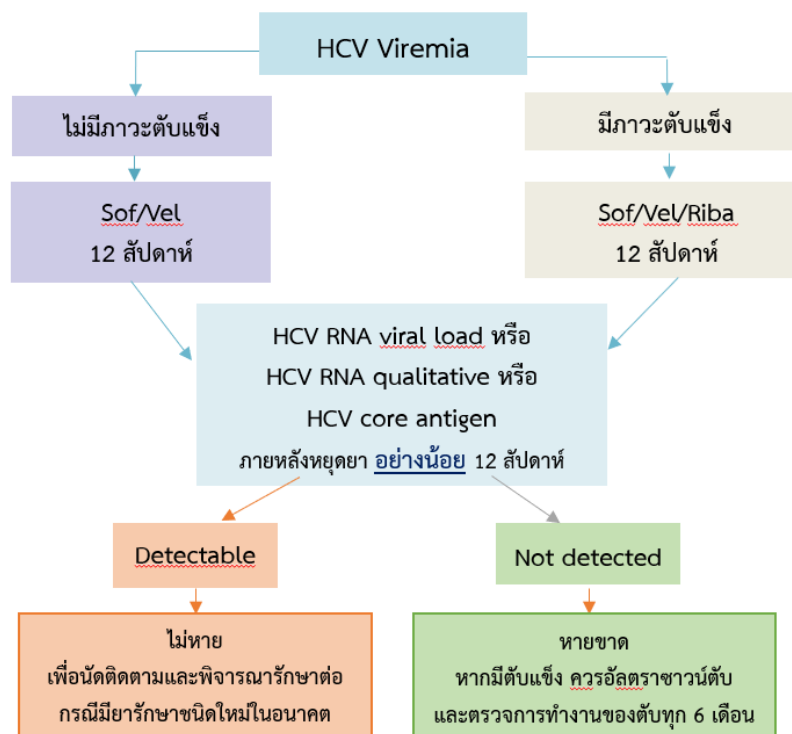 HCV Viremia
ไม่มีภาวะตับแข็ง
มีภาวะตับแข็ง
Sof/Vel
12 สัปดาห์
Sof/Vel/Riba
12 สัปดาห์
HCV RNA viral load หรือ
HCV RNA qualitative หรือ
HCV core antigen
ภายหลังหยุดยา อย่างน้อย 12 สัปดาห์
Detectable
Not detected
ไม่หาย
เพื่อนัดติดตามและพิจารณารักษาต่อ
กรณีมียารักษาชนิดใหม่ในอนาคต
หายขาด
หากมีตับแข็ง ควรอัลตราซาวน์ตับ
และตรวจการทำงานของตับทุก 6 เดือน